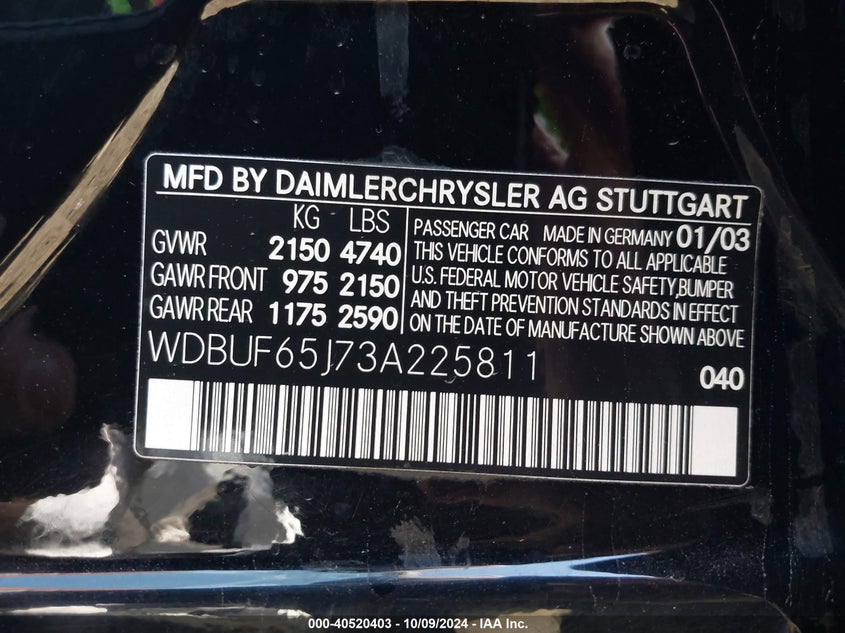 MFD BY DAIMLERCHRYSLER AG STUTTGART
KG LBS
GVWR 2150 4740
GAWR FRONT 975 2150
GAWR REAR 1175 2590
PASSENGER CAR MADE IN GERMANY 01/03
THIS VEHICLE CONFORMS TO ALL APPLICABLE
U.S. FEDERAL MOTOR VEHICLE SAFETY,BUMPER
AND THEFT PREVENTION STANDARDS IN EFFECT
ON THE DATE OF MANUFACTURE SHOWN ABOVE
WDBUF65J73A225811
040
000-40520403 - 10/09/2024 - IAA Inc.